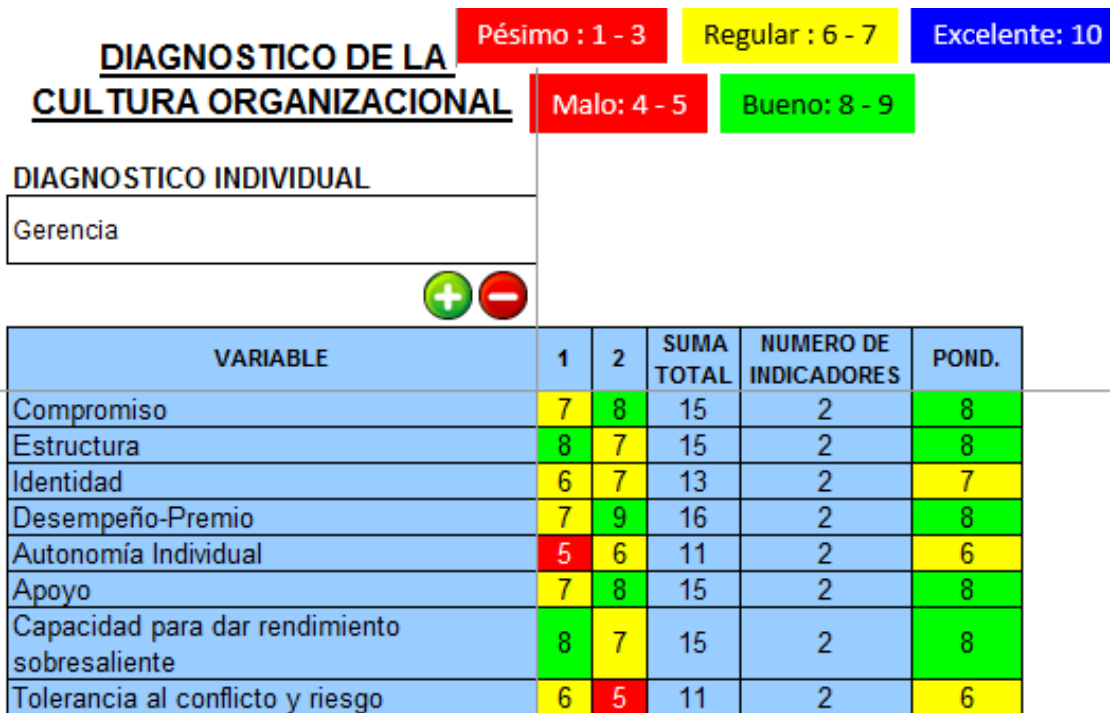 DIAGNOSTICO DE LA
CULTURA ORGANIZACIONAL
Pésimo : 1 - 3
Regular : 6 - 7
Excelente: 10
Malo: 4 - 5
Bueno: 8 - 9
DIAGNOSTICO INDIVIDUAL
Gerencia
VARIABLE 1 2 SUMA TOTAL NUMERO DE INDICADORES POND.
Compromiso 7 8 15 2 8
Estructura 8 7 15 2 8
Identidad 6 7 13 2 7
Desempeño-Premio 7 9 16 2 8
Autonomía Individual 5 6 11 2 6
Apoyo 7 8 15 2 8
Capacidad para dar rendimiento
sobresaliente 8 7 15 2 8
Tolerancia al conflicto y riesgo 6 5 11 2 6